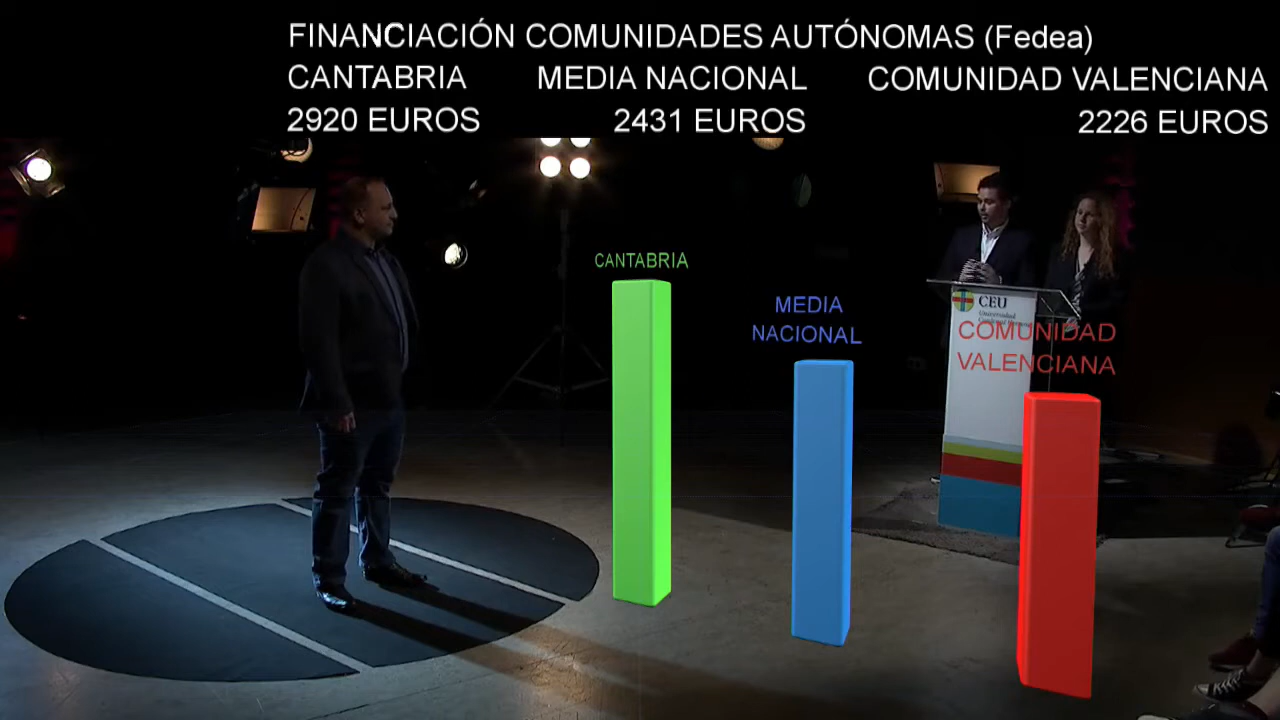 FINANCIACIÓN COMUNIDADES AUTÓNOMAS (Fedea)
CANTABRIA MEDIA NACIONAL COMUNIDAD VALENCIANA
2920 EUROS 2431 EUROS 2226 EUROS
CANTABRIA
MEDIA
NACIONAL
CEU
Universidad
COMUNIDAD
VALENCIANA